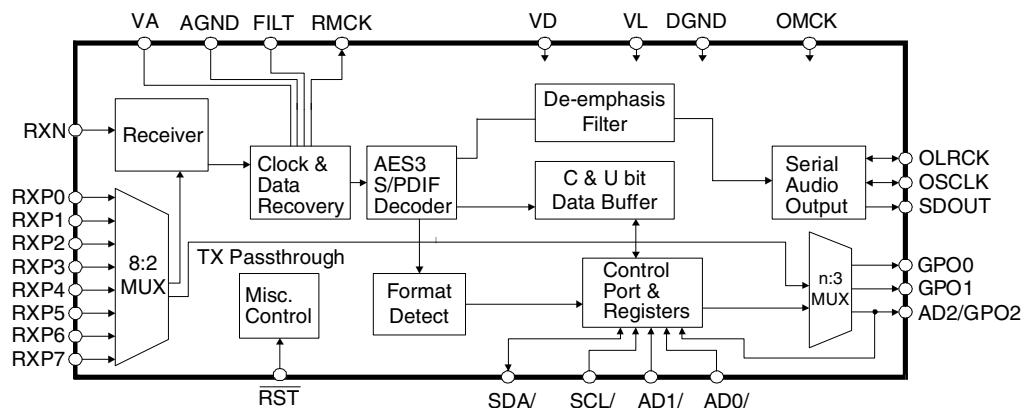 VA AGND FILT RMCK VD VL DGND OMCK
RXN
Receiver
Clock &
Data
Recovery
AES3
S/PDIF
Decoder
De-emphasis
Filter
C & U bit
Data Buffer
Serial
Audio
Output
OLRCK
OSCLK
SDOUT
RXP0
RXP1
RXP2
RXP3
RXP4
RXP5
RXP6
RXP7
8:2
MUX
TX Passthrough
Misc.
Control
Format
Detect
Control
Port &
Registers
n:3
MUX
GPO0
GPO1
AD2/GPO2
RST
SDA/ SCL/ AD1/ AD0/